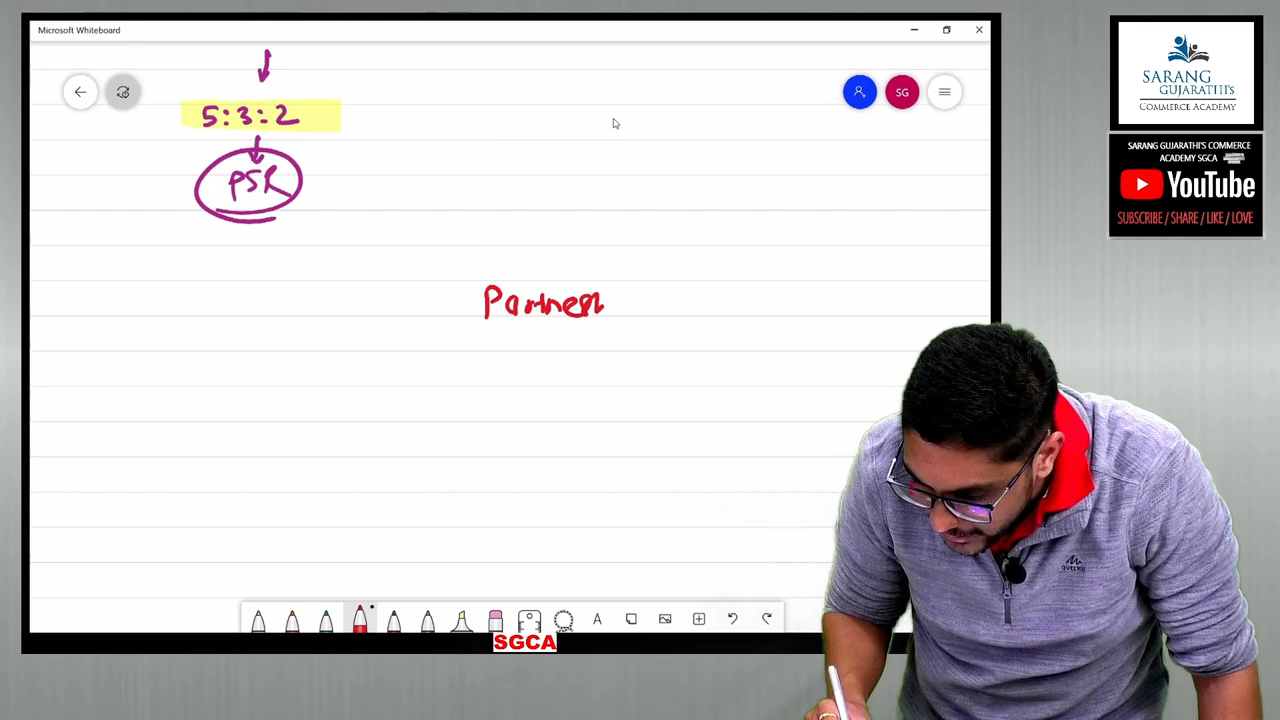 Microsoft Whiteboard
5:3:2
PSR
SG
Partner
A
SGCA
SARANG
GUJARATHI'S
COMMERCE ACADEMY
SARANG GUJARATHI'S COMMERCE
ACADEMY SGCA
YouTube
SUBSCRIBE / SHARE / LIKE / LOVE